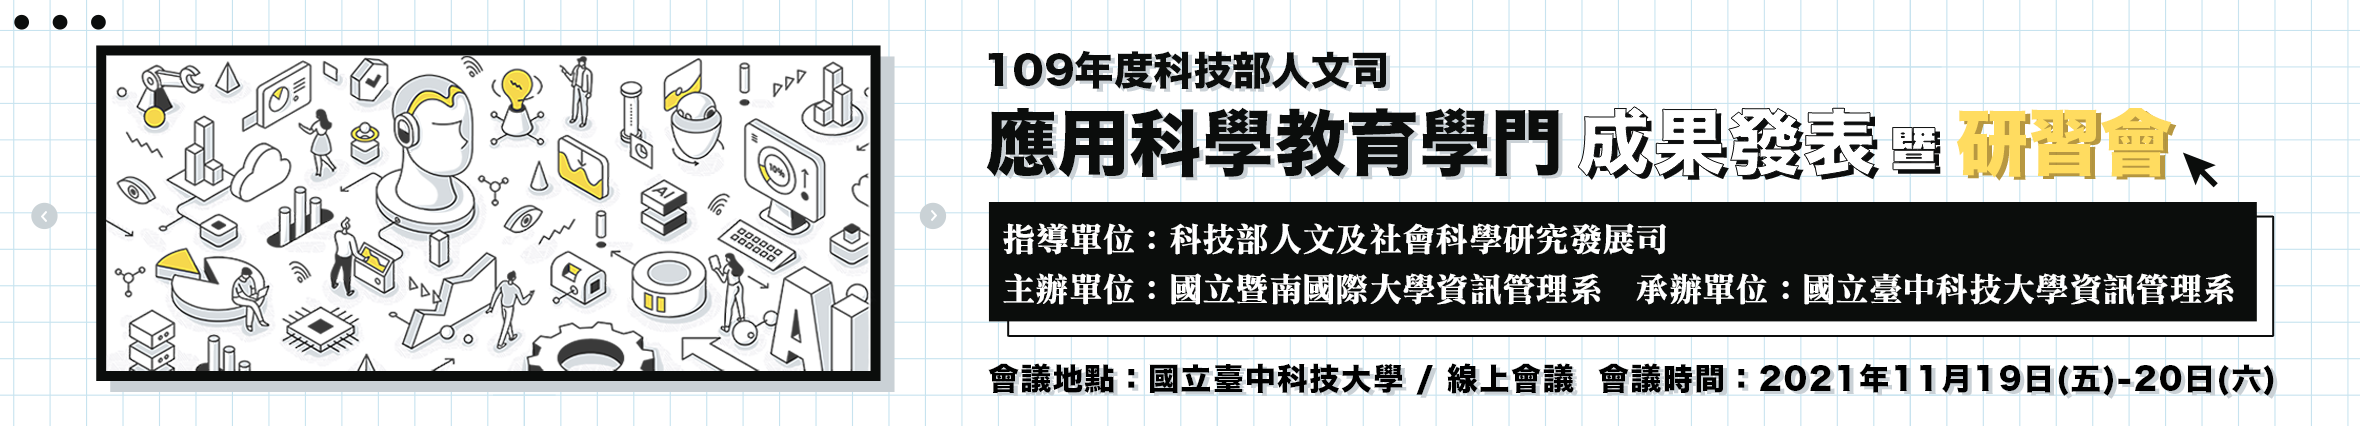 109年度科技部人文司
應用科學教育學門 成果發表暨 研習會
指導單位：科技部人文及社會科學研究發展司
主辦單位：國立暨南國際大學資訊管理系　承辦單位：國立臺中科技大學資訊管理系
會議地點：國立臺中科技大學 / 線上會議　會議時間：2021年11月19日(五)-20日(六)
10%
AI
AI